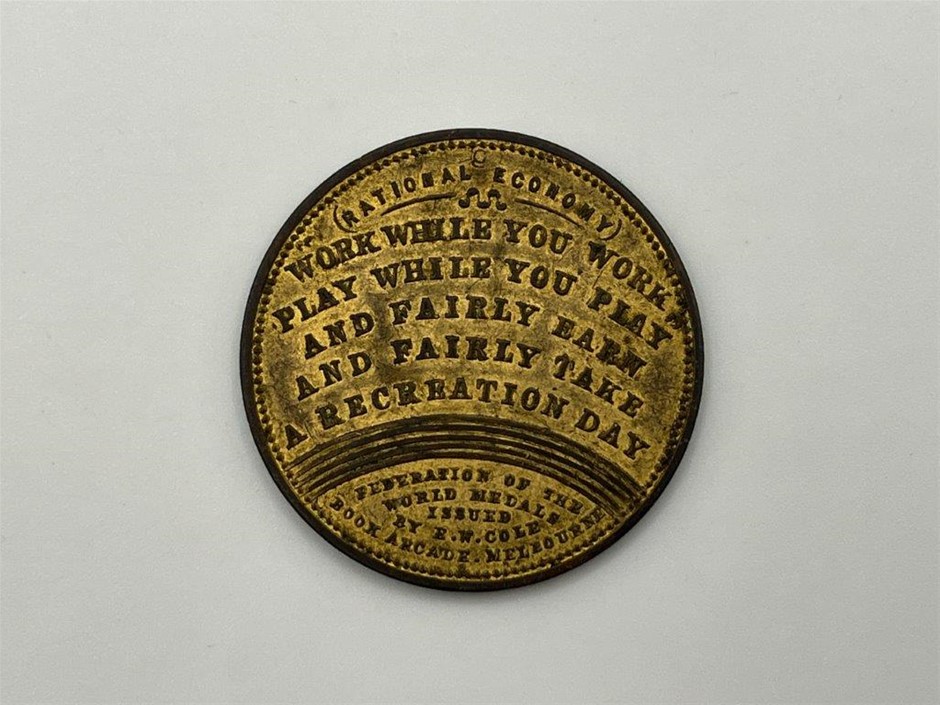 (RATIONAL ECONOMY)
WORK WHILE YOU WORK
PLAY WHILE YOU PLAY
AND FAIRLY EARN
AND FAIRLY TAKE
A RECREATION DAY
FEDERATION OF THE
WORLD MEDALS
ISSUED
BY E.W.COLE
BOOK ARCADE. MELBOURNE